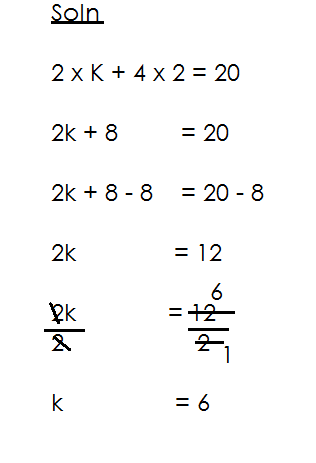 Soln
2 x K + 4 x 2 = 20
2k + 8 = 20
2k + 8 - 8 = 20 - 8
2k = 12
6
2k = 12
2 2 1
k = 6